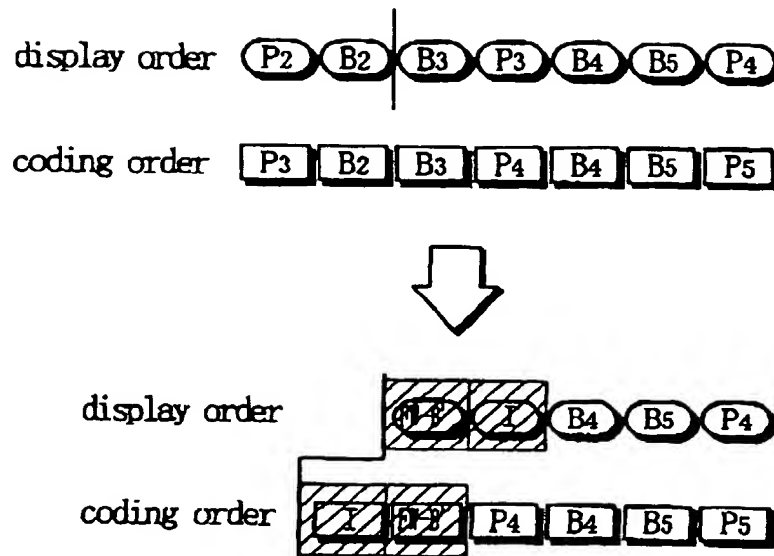 display order P2 B2 B3 P3 B4 B5 P4
coding order P3 B2 B3 P4 B4 B5 P5
display order I B4 B5 P4
coding order I P4 B4 B5 P5